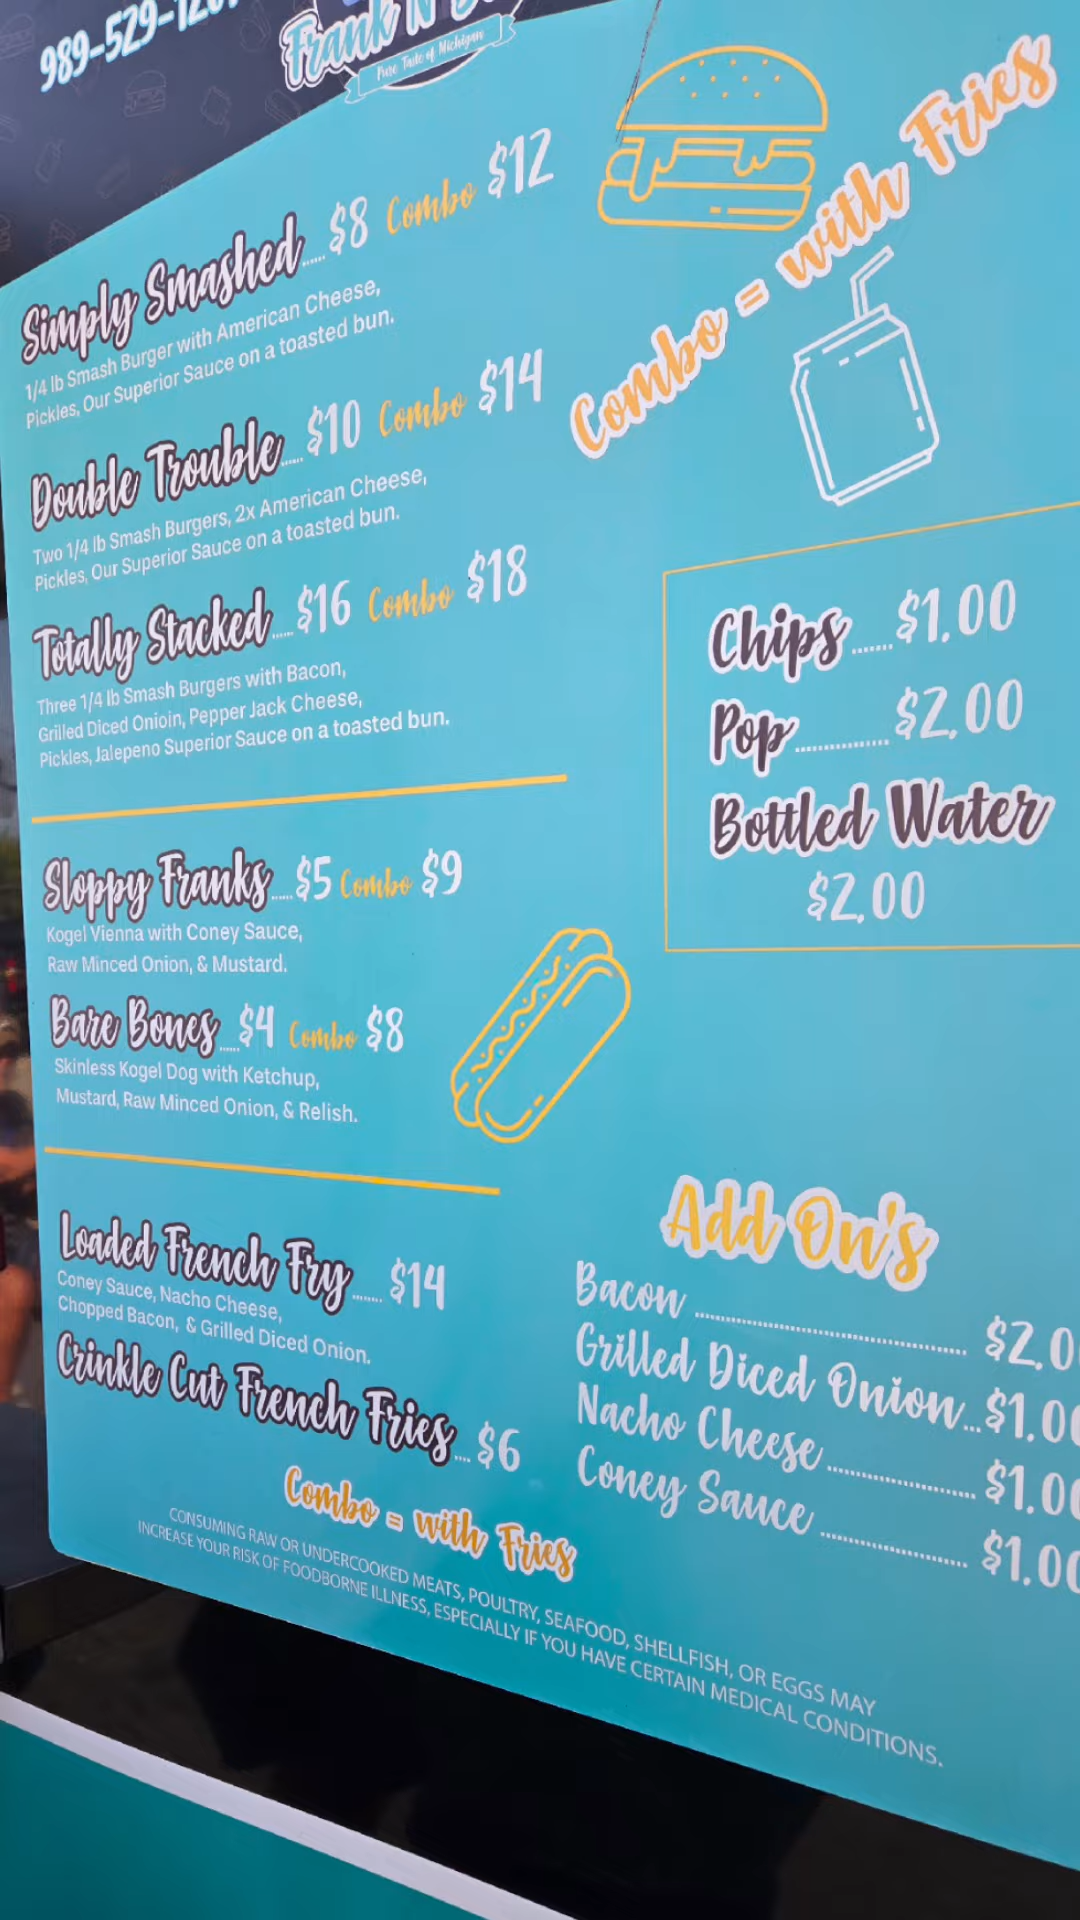 989-529-1201
Frank N
Pure Taste of Michigan
Simply Smashed $8 Combo $12
1/4 lb Smash Burger with American Cheese,
Pickles, Our Superior Sauce on a toasted bun.
Double Trouble $10 Combo $14
Two 1/4 lb Smash Burgers, 2x American Cheese,
Pickles, Our Superior Sauce on a toasted bun.
Totally Stacked $16 Combo $18
Three 1/4 lb Smash Burgers with Bacon,
Grilled Diced Onioin, Pepper Jack Cheese,
Pickles, Jalepeno Superior Sauce on a toasted bun.
Sloppy Franks $5 Combo $9
Kogel Vienna with Coney Sauce,
Raw Minced Onion, & Mustard.
Bare Bones $4 Combo $8
Skinless Kogel Dog with Ketchup,
Mustard, Raw Minced Onion, & Relish.
Loaded French Fry $14
Coney Sauce, Nacho Cheese,
Chopped Bacon, & Grilled Diced Onion.
Crinkle Cut French Fries $6
Combo = with Fries
Combo = with Fries
Chips $1.00
Pop $2.00
Bottled Water
$2.00
Add On's
Bacon $2.0
Grilled Diced Onion $1.00
Nacho Cheese $1.00
Coney Sauce $1.00
CONSUMING RAW OR UNDERCOOKED MEATS, POULTRY, SEAFOOD, SHELLFISH, OR EGGS MAY
INCREASE YOUR RISK OF FOODBORNE ILLNESS, ESPECIALLY IF YOU HAVE CERTAIN MEDICAL CONDITIONS.